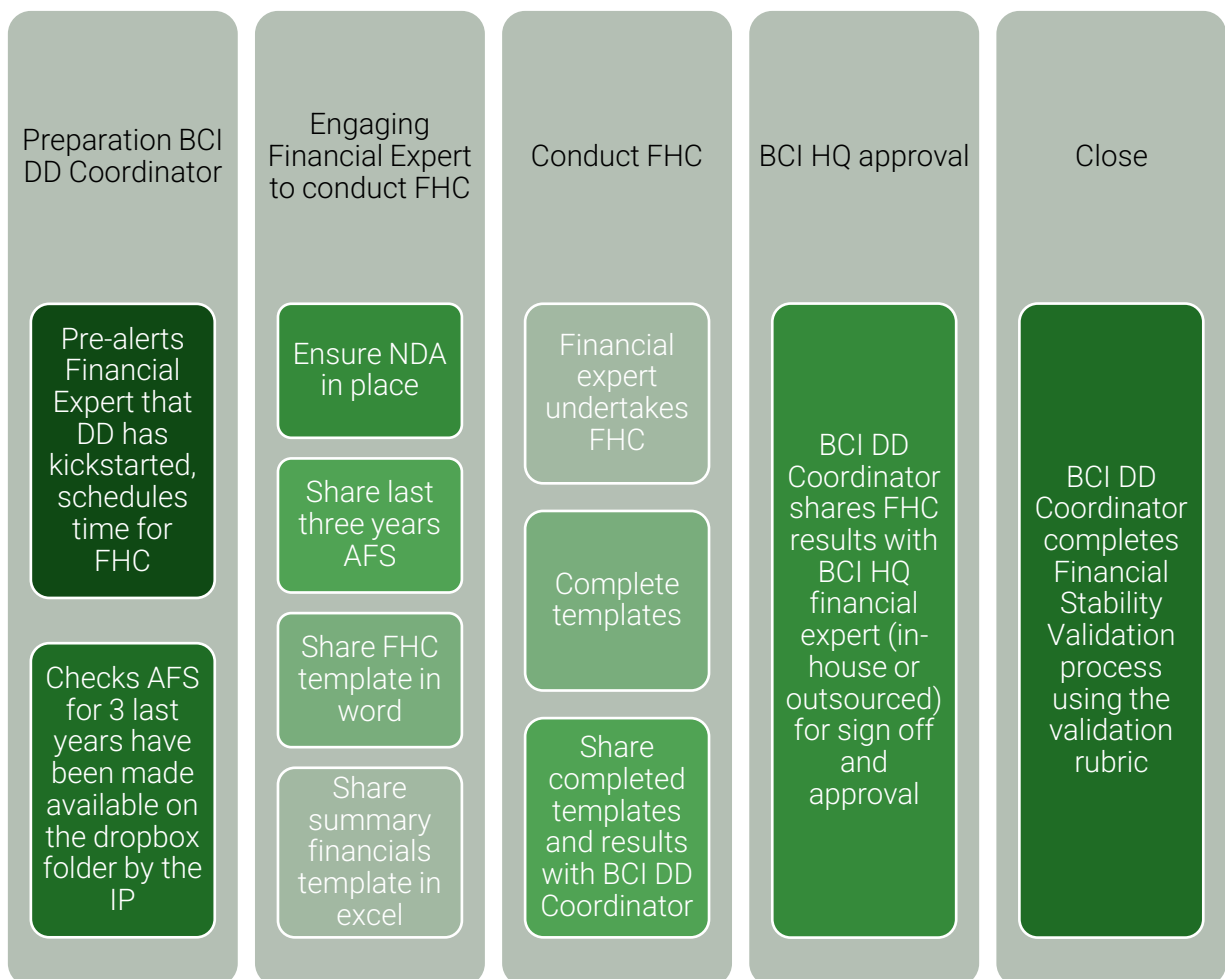 Preparation BCI
DD Coordinator
Pre-alerts
Financial
Expert that
DD has
kickstarted,
schedules
time for
FHC
Checks AFS
for 3 last
years have
been made
available on
the dropbox
folder by the
IP
Engaging
Financial Expert
to conduct FHC
Ensure NDA
in place
Share last
three years
AFS
Share FHC
template in
word
Share
summary
financials
template in
excel
Conduct FHC
Financial
expert
undertakes
FHC
Complete
templates
Share
completed
templates
and results
with BCI DD
Coordinator
BCI HQ approval
BCI DD
Coordinator
shares FHC
results with
BCI HQ
financial
expert (in-
house or
outsourced)
for sign off
and
approval
Close
BCI DD
Coordinator
completes
Financial
Stability
Validation
process
using the
validation
rubric